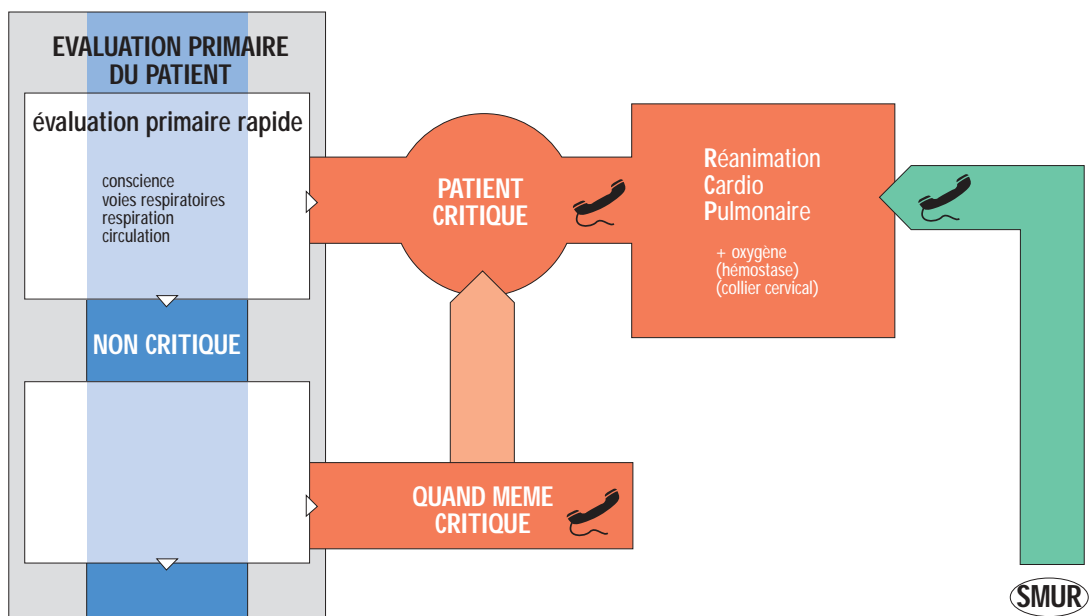 EVALUATION PRIMAIRE
DU PATIENT
évaluation primaire rapide
conscience
voies respiratoires
respiration
circulation
PATIENT
CRITIQUE
Réanimation
Cardio
Pulmonaire
+ oxygène
(hémostase)
(collier cervical)
NON CRITIQUE
QUAND MEME
CRITIQUE
SMUR